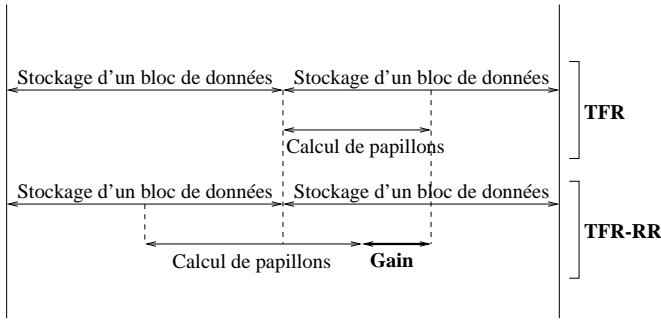 Stockage d'un bloc de données Stockage d'un bloc de données
TFR
Calcul de papillons
Stockage d'un bloc de données Stockage d'un bloc de données
TFR-RR
Calcul de papillons Gain